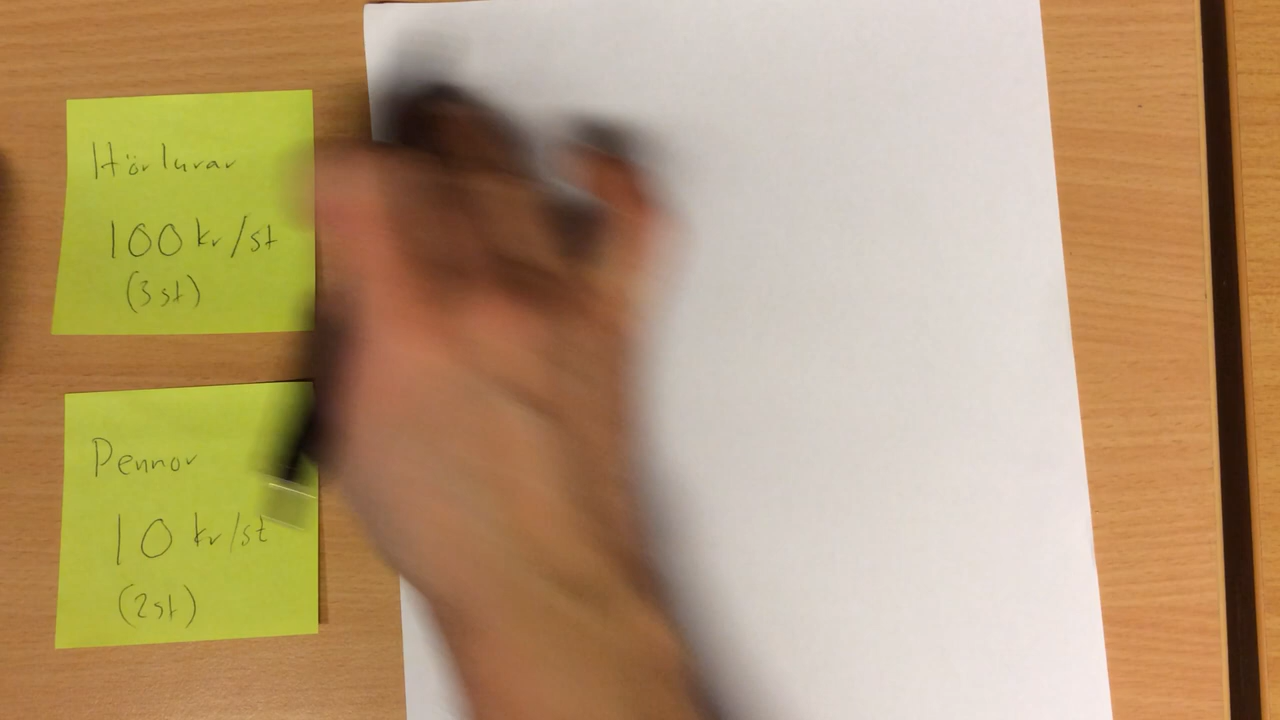 Hörlurar
100 kr/st
(3st)
Pennor
10 kr/st
(2st)